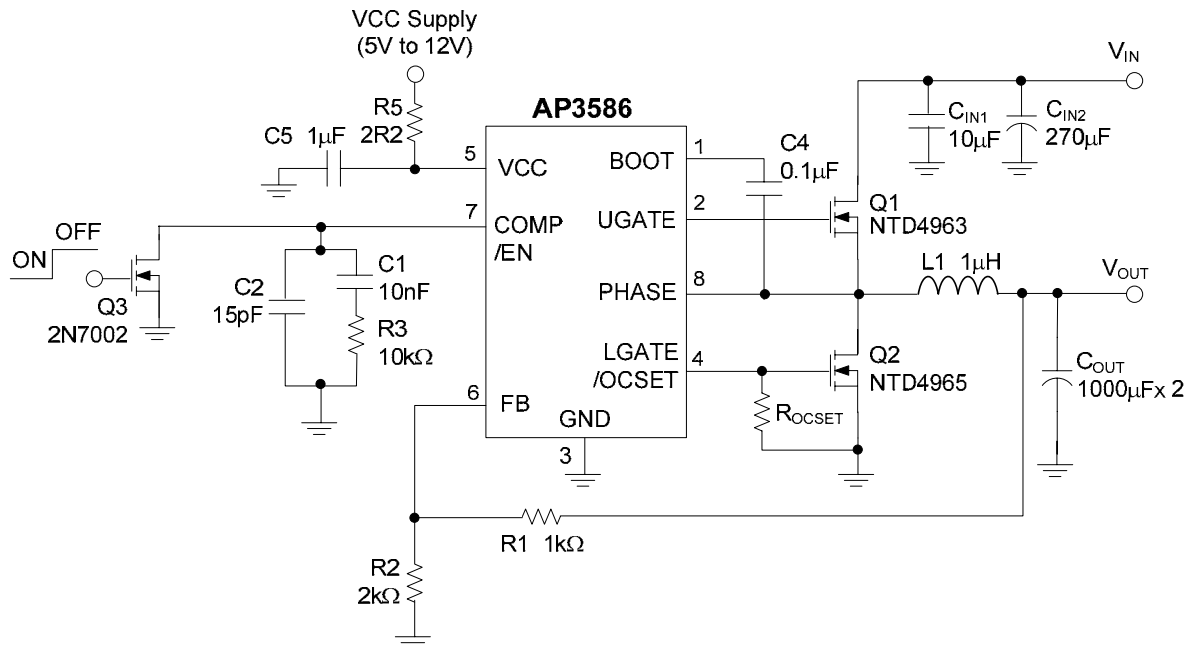 VCC Supply
(5V to 12V)
R5
2R2
C5 1μF
AP3586
5
VCC
7
COMP
/EN
6
FB
GND
3
BOOT
1
UGATE
2
PHASE
8
LGATE
/OCSET
4
C4
0.1μF
VIN
CIN1
10μF
CIN2
270μF
Q1
NTD4963
L1 1μH
VOUT
Q2
NTD4965
ROCSET
COUT
1000μFx 2
OFF
ON
Q3
2N7002
C2
15pF
C1
10nF
R3
10kΩ
R1 1kΩ
R2
2kΩ